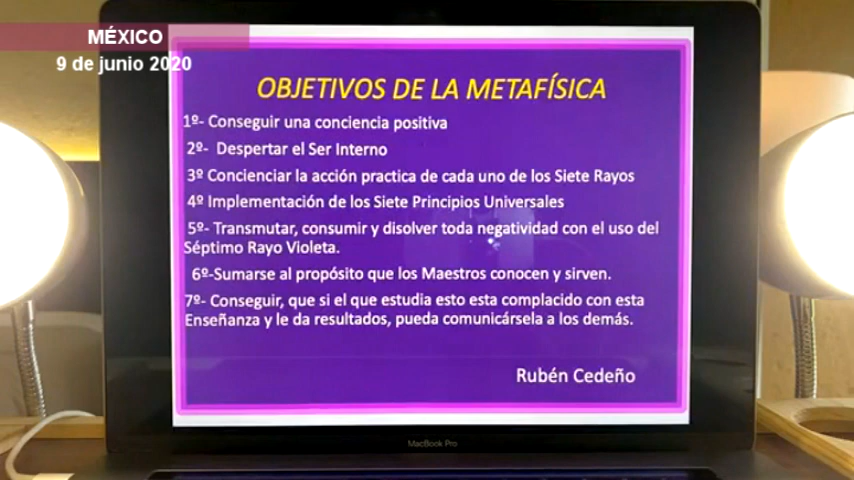 MÉXICO
9 de junio 2020
OBJETIVOS DE LA METAFÍSICA
1º- Conseguir una conciencia positiva
2º- Despertar el Ser Interno
3º Concienciar la acción practica de cada uno de los Siete Rayos
4º Implementación de los Siete Principios Universales
5º- Transmutar, consumir y disolver toda negatividad con el uso del
Séptimo Rayo Violeta.
6º-Sumarse al propósito que los Maestros conocen y sirven.
7º- Conseguir, que si el que estudia esto esta complacido con esta
Enseñanza y le da resultados, pueda comunicársela a los demás.
Rubén Cedeño
MacBook Pro